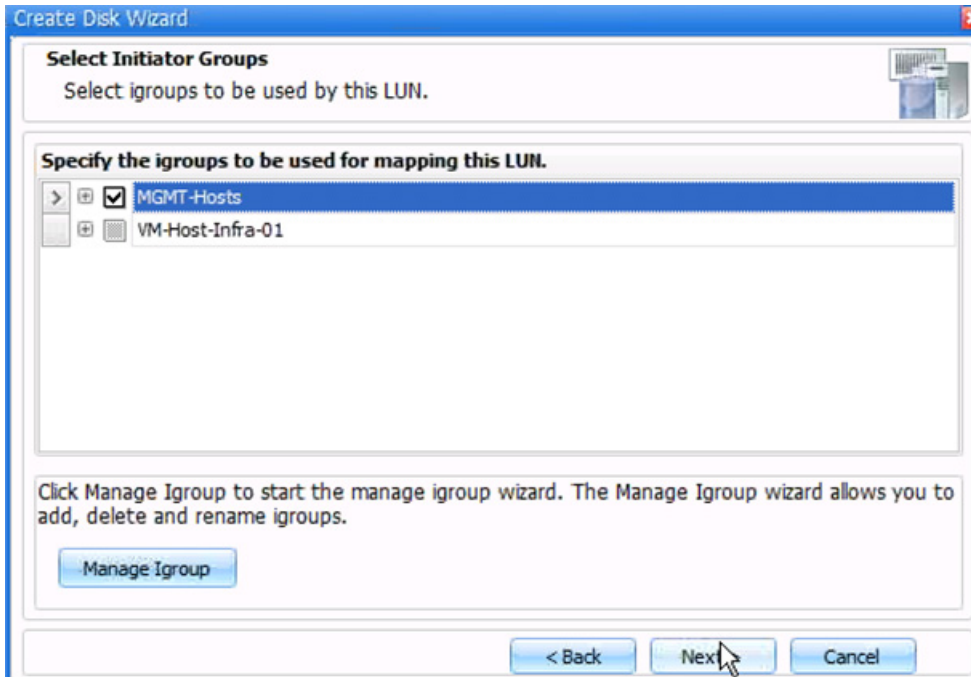 Create Disk Wizard
Select Initiator Groups
Select igroups to be used by this LUN.
Specify the igroups to be used for mapping this LUN.
MGMT-Hosts
VM-Host-Infra-01
Click Manage Igroup to start the manage igroup wizard. The Manage Igroup wizard allows you to
add, delete and rename igroups.
Manage Igroup
< Back
Next
Cancel